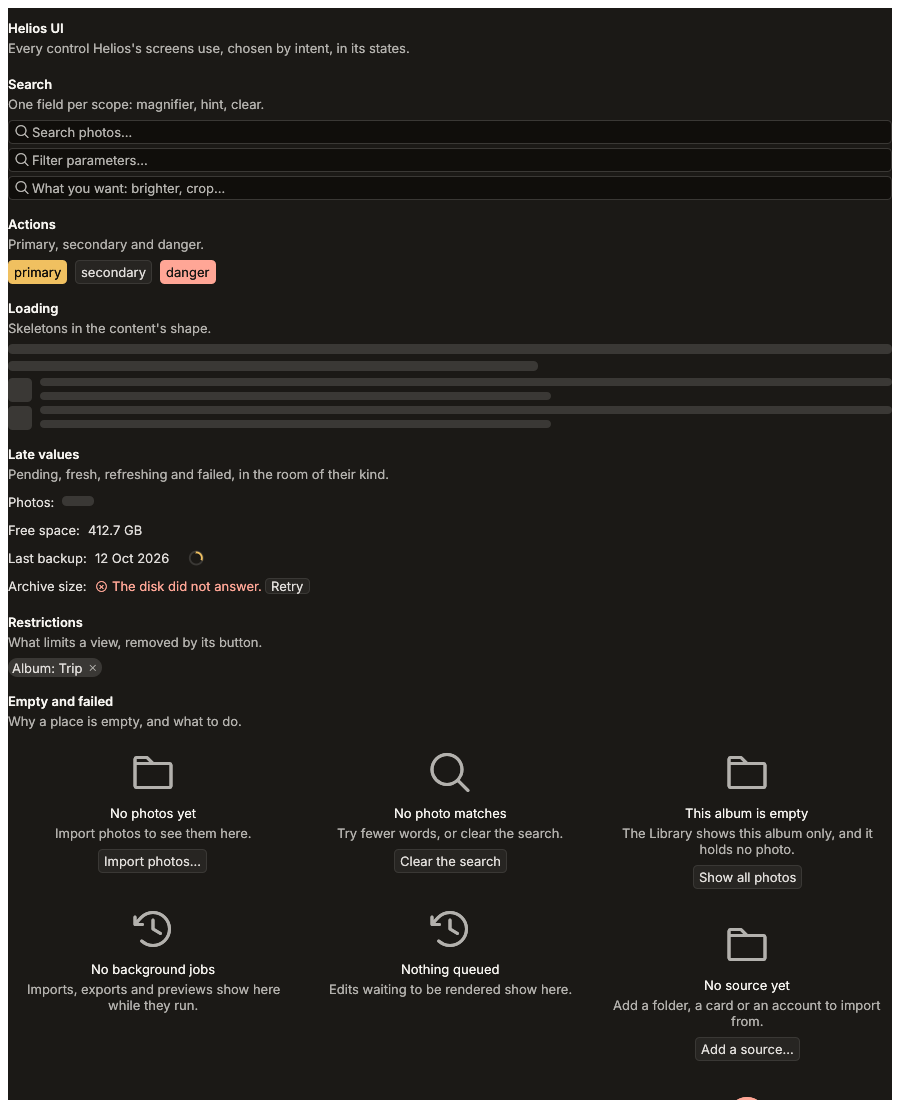 Helios UI
Every control Helios's screens use, chosen by intent, in its states.
Search
One field per scope: magnifier, hint, clear.
Search photos...
Filter parameters...
What you want: brighter, crop...
Actions
Primary, secondary and danger.
primary secondary danger
Loading
Skeletons in the content's shape.
Late values
Pending, fresh, refreshing and failed, in the room of their kind.
Photos:
Free space: 412.7 GB
Last backup: 12 Oct 2026
Archive size: The disk did not answer. Retry
Restrictions
What limits a view, removed by its button.
Album: Trip ×
Empty and failed
Why a place is empty, and what to do.
No photos yet
Import photos to see them here.
Import photos...
No photo matches
Try fewer words, or clear the search.
Clear the search
This album is empty
The Library shows this album only, and it
holds no photo.
Show all photos
No background jobs
Imports, exports and previews show here
while they run.
Nothing queued
Edits waiting to be rendered show here.
No source yet
Add a folder, a card or an account to import
from.
Add a source...